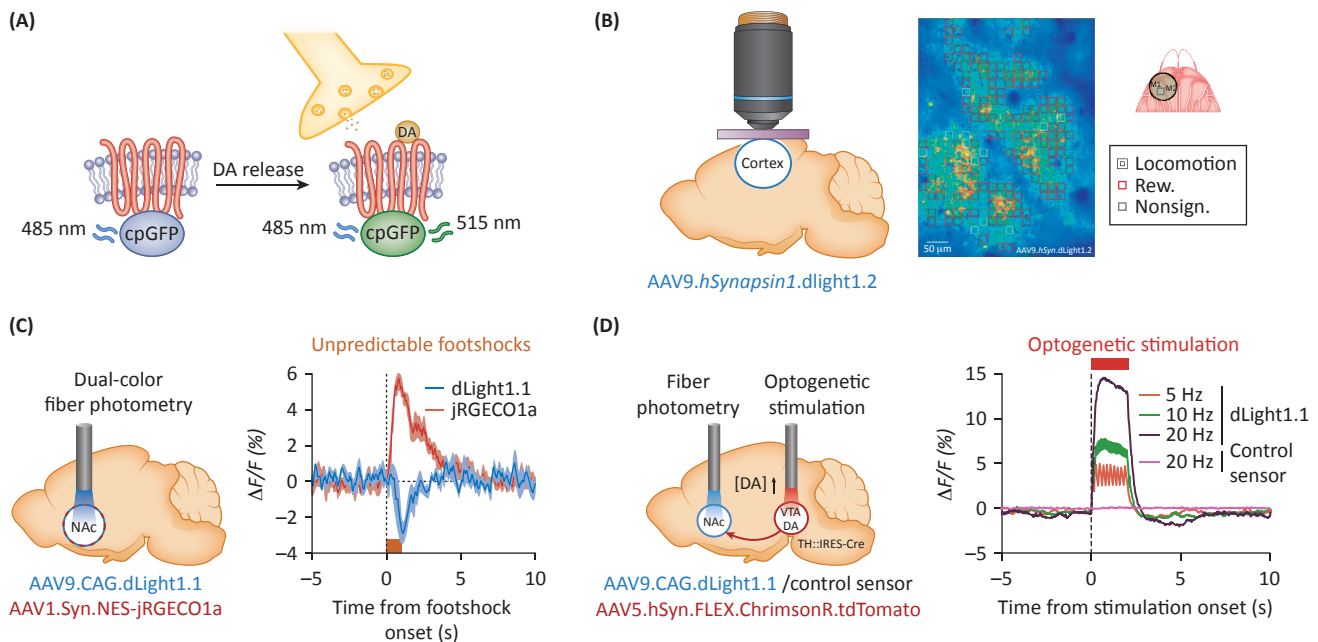 (A)
DA
DA release
485 nm
cpGFP
485 nm
cpGFP
515 nm
(B)
Cortex
AAV9.hSynapsin1.dlight1.2
50 μm
AAV9.hSyn.dLight1.2
M1
M2
Locomotion
Rew.
Nonsign.
(C)
Dual-color
fiber photometry
NAc
AAV9.CAG.dLight1.1
AAV1.Syn.NES-jRGECO1a
Unpredictable footshocks
dLight1.1
jRGECO1a
ΔF/F (%)
6
4
2
0
−2
−4
−5 0 5 10
Time from footshock
onset (s)
(D)
Fiber
photometry
Optogenetic
stimulation
[DA]
NAc
VTA
DA
TH::IRES-Cre
AAV9.CAG.dLight1.1 /control sensor
AAV5.hSyn.FLEX.ChrimsonR.tdTomato
Optogenetic stimulation
5 Hz
10 Hz
20 Hz
dLight1.1
20 Hz
Control
sensor
ΔF/F (%)
15
10
5
0
−5
−5 0 5 10
Time from stimulation onset (s)